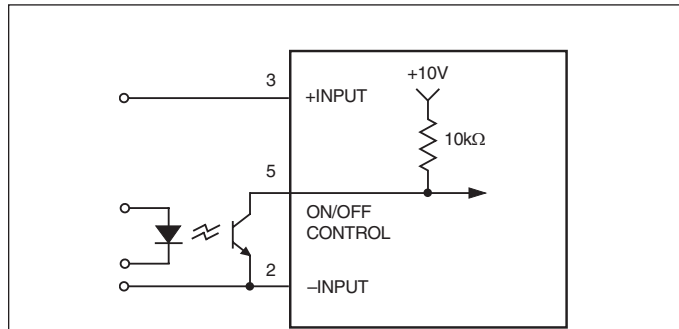 +10V
3
+INPUT
10kΩ
5
ON/OFF
CONTROL
2
–INPUT